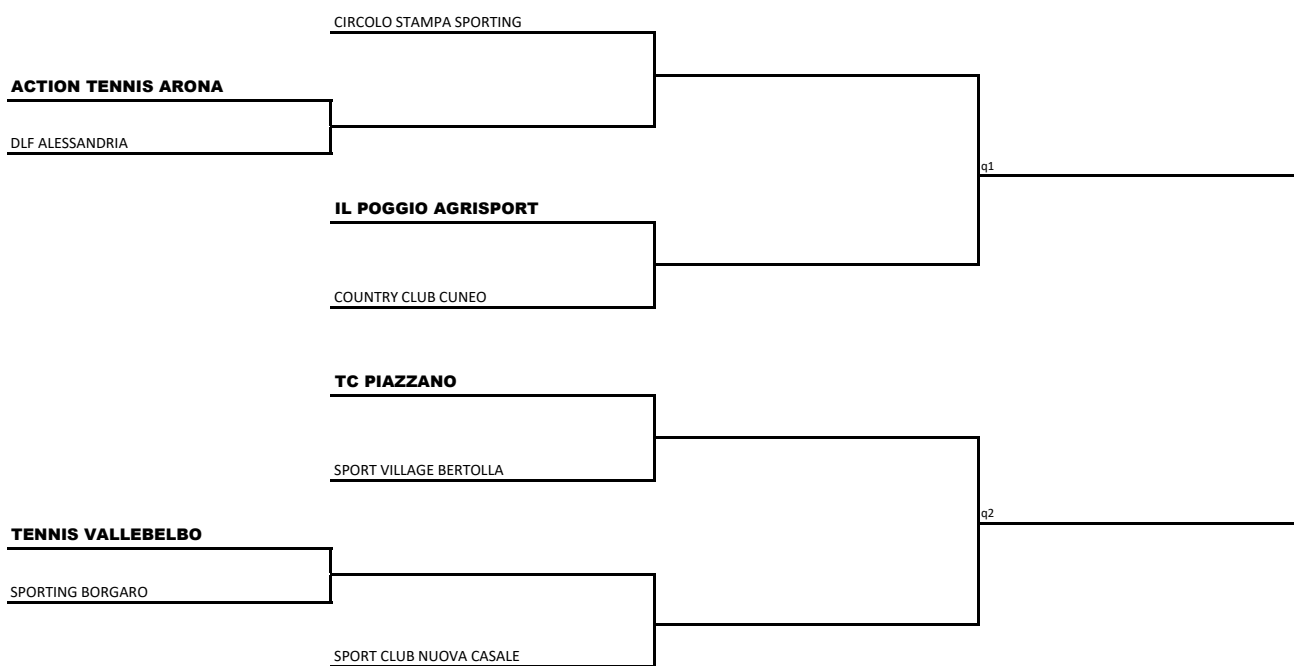 CIRCOLO STAMPA SPORTING
ACTION TENNIS ARONA
DLF ALESSANDRIA
q1
IL POGGIO AGRISPORT
COUNTRY CLUB CUNEO
TC PIAZZANO
SPORT VILLAGE BERTOLLA
q2
TENNIS VALLEBELBO
SPORTING BORGARO
SPORT CLUB NUOVA CASALE